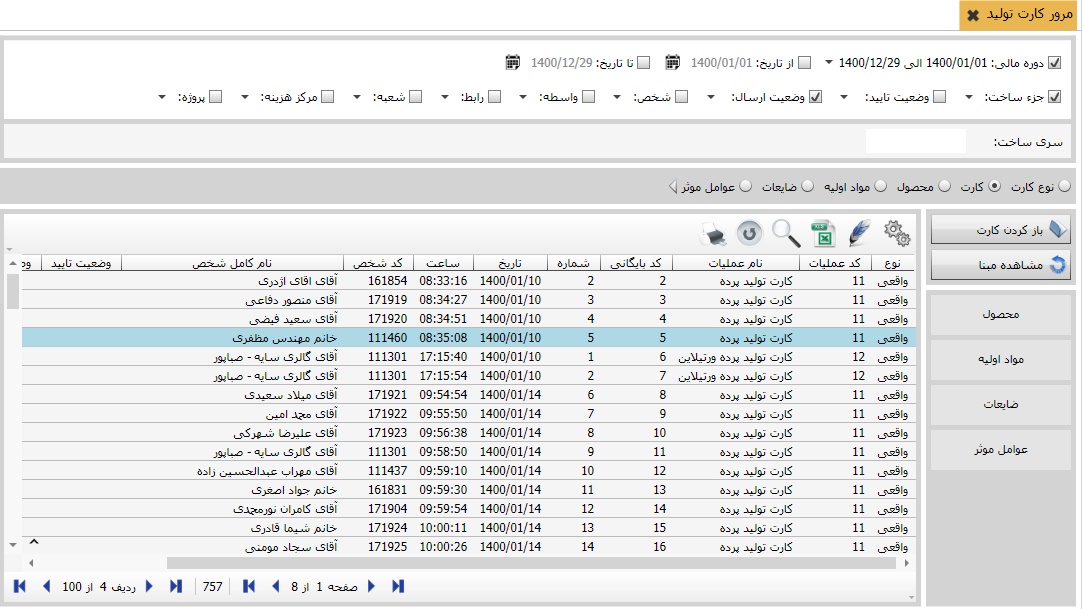 مرور کارت تولید
دوره مالی: 1400/01/01 الی 1400/12/29 از تاریخ: 1400/01/01 تا تاریخ: 1400/12/29
جزء ساخت: وضعیت تایید: وضعیت ارسال: شخص: واسطه: رابط: شعبه: مرکز هزینه: پروژه:
سری ساخت:
نوع کارت کارت محصول مواد اولیه ضایعات عوامل موثر
باز کردن کارت
مشاهده مبنا
محصول
مواد اولیه
ضایعات
عوامل موثر
نوع کد عملیات نام عملیات کد بایگانی شماره تاریخ ساعت کد شخص نام کامل شخص وضعیت تایید
واقعی 11 کارت تولید پرده 2 2 1400/01/10 08:33:16 161854 آقای اقای اژدری
واقعی 11 کارت تولید پرده 3 3 1400/01/10 08:34:27 171919 آقای منصور دفاعی
واقعی 11 کارت تولید پرده 4 4 1400/01/10 08:34:51 171920 آقای سعید فیضی
واقعی 11 کارت تولید پرده 5 5 1400/01/10 08:35:08 111460 خانم مهندس مظفری
واقعی 12 کارت تولید پرده ورتیلاین 6 1 1400/01/10 17:15:40 111301 آقای گالری سایه - صباپور
واقعی 12 کارت تولید پرده ورتیلاین 7 2 1400/01/10 17:15:54 111301 آقای گالری سایه - صباپور
واقعی 11 کارت تولید پرده 8 6 1400/01/14 09:54:54 171921 آقای میلاد سعیدی
واقعی 11 کارت تولید پرده 9 7 1400/01/14 09:55:50 171922 آقای محمد امین
واقعی 11 کارت تولید پرده 10 8 1400/01/14 09:56:38 171923 آقای علیرضا شهرکی
واقعی 11 کارت تولید پرده 11 9 1400/01/14 09:58:50 111301 آقای گالری سایه - صباپور
واقعی 11 کارت تولید پرده 12 10 1400/01/14 09:59:10 111437 آقای مهراب عبدالحسین زاده
واقعی 11 کارت تولید پرده 13 11 1400/01/14 09:59:30 161831 خانم جواد اصغری
واقعی 11 کارت تولید پرده 14 12 1400/01/14 09:59:54 171904 آقای کامران نورمحمدی
واقعی 11 کارت تولید پرده 15 13 1400/01/14 10:00:11 171924 خانم شیما قادری
واقعی 11 کارت تولید پرده 16 14 1400/01/14 10:00:26 171925 آقای سجاد مومنی
صفحه 1 از 8 757 ردیف 4 از 100